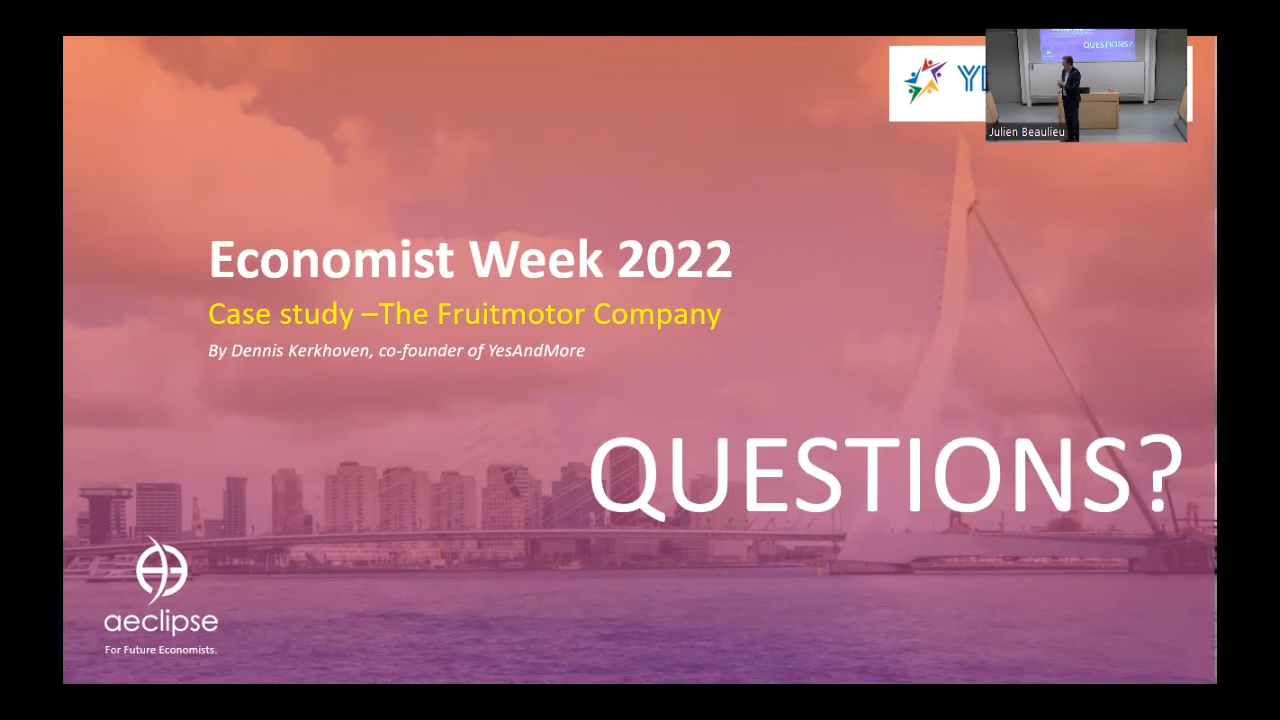 QUESTIONS?
Julien Beaulieu
Economist Week 2022
Case study –The Fruitmotor Company
By Dennis Kerkhoven, co-founder of YesAndMore
QUESTIONS?
aeclipse
For Future Economists.